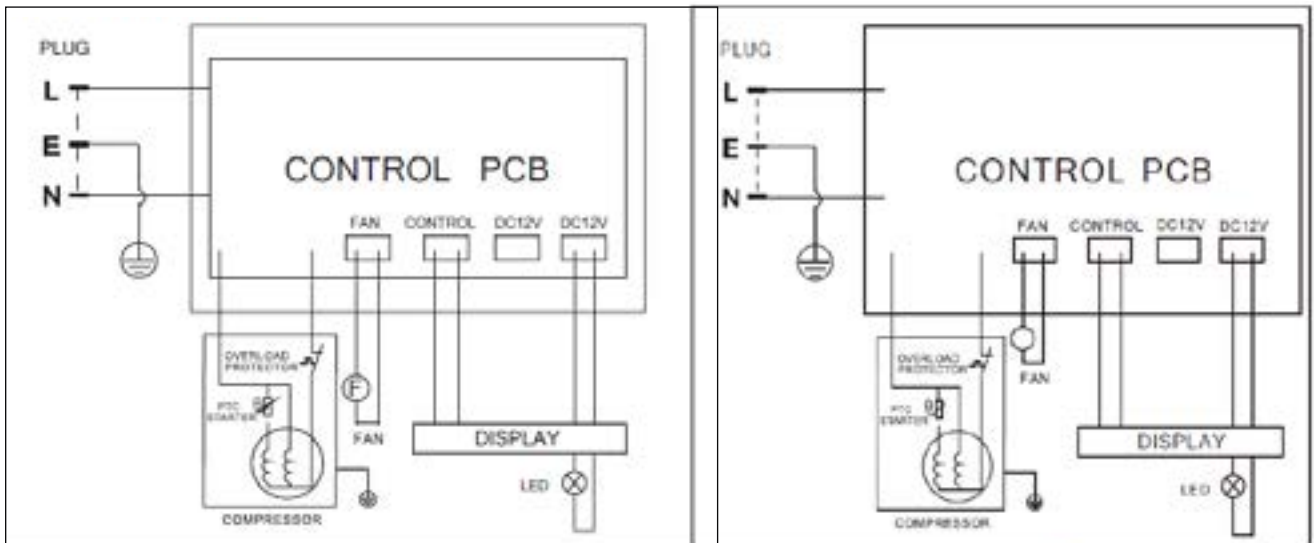 PLUG
L
E
N
CONTROL PCB
FAN
CONTROL
DC12V
DC12V
OVERLOAD
PROTECTOR
PTC
STARTER
F
FAN
DISPLAY
LED
COMPRESSOR
PLUG
L
E
N
CONTROL PCB
FAN
CONTROL
DC12V
DC12V
OVERLOAD
PROTECTOR
PTC
STARTER
FAN
DISPLAY
LED
COMPRESSOR